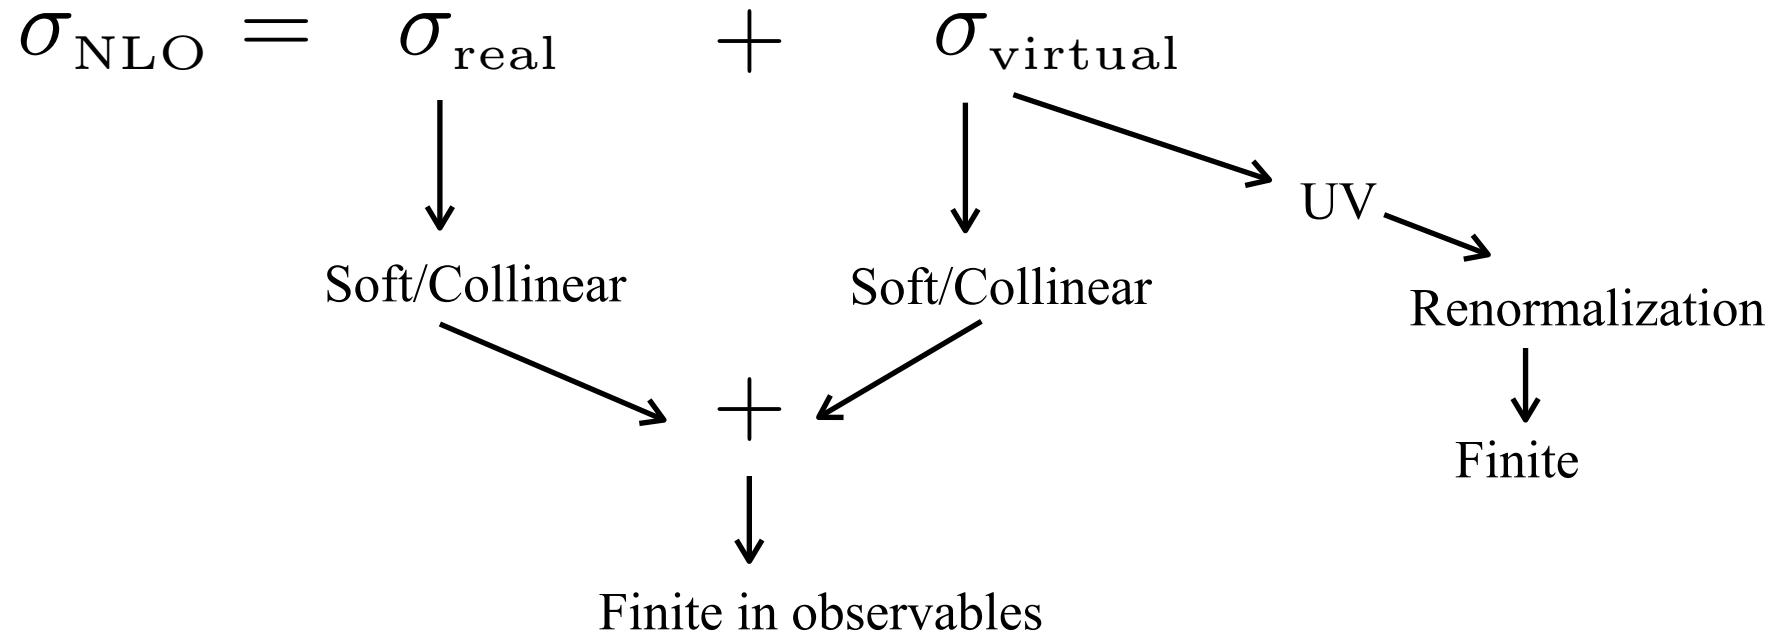 σ_NLO = σ_real + σ_virtual
UV
Soft/Collinear Soft/Collinear
Renormalization
+
Finite
Finite in observables